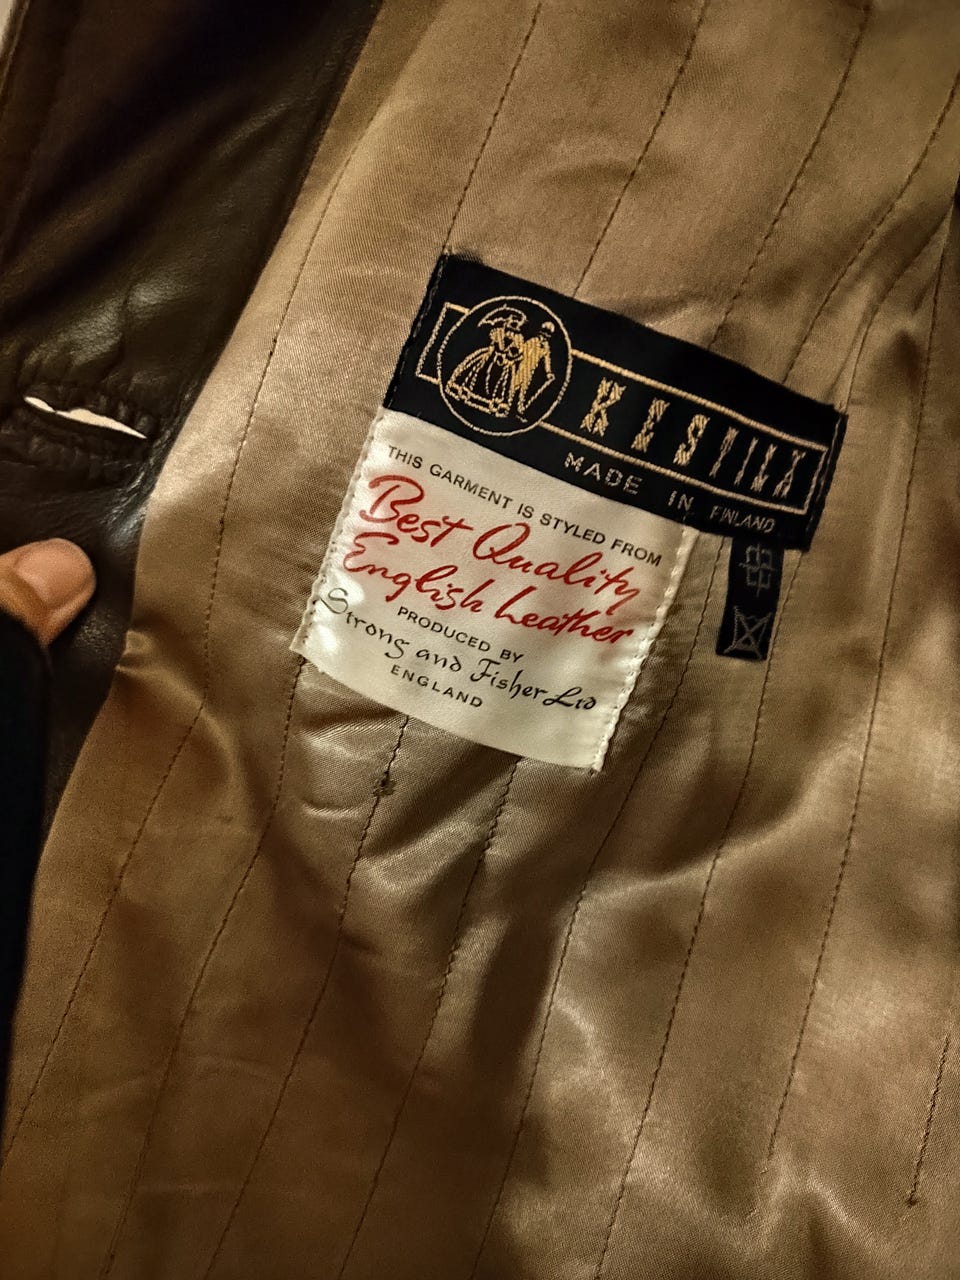 KESTILX
MADE IN FINLAND
THIS GARMENT IS STYLED FROM
Best Quality
English Leather
PRODUCED BY
Strong and Fisher Ltd
ENGLAND